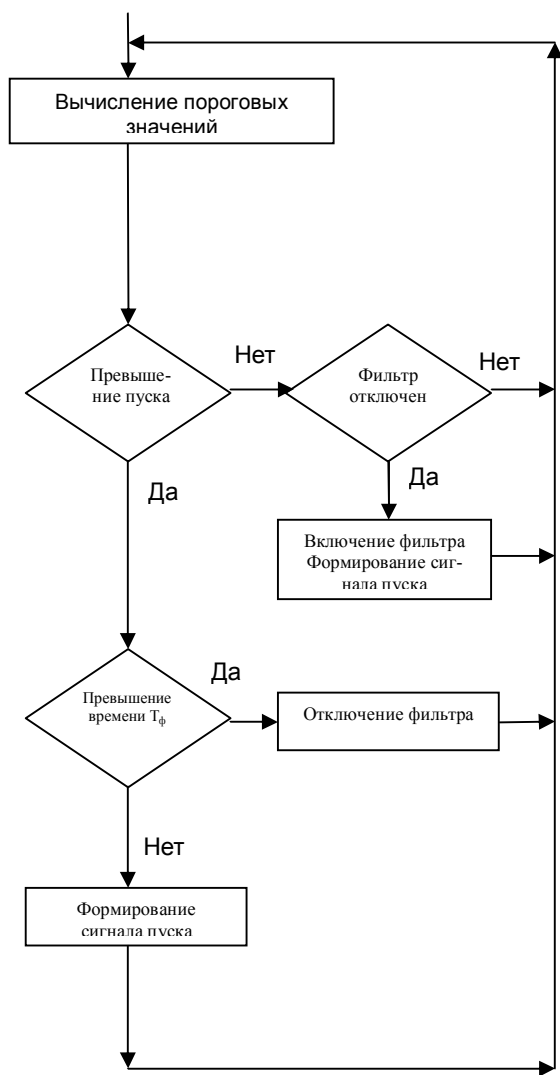 Вычисление пороговых
значений
Превыше-
ние пуска
Нет
Фильтр
отключен
Нет
Да
Да
Включение фильтра
Формирование сиг-
нала пуска
Превышение
времени Tф
Да
Отключение фильтра
Нет
Формирование
сигнала пуска